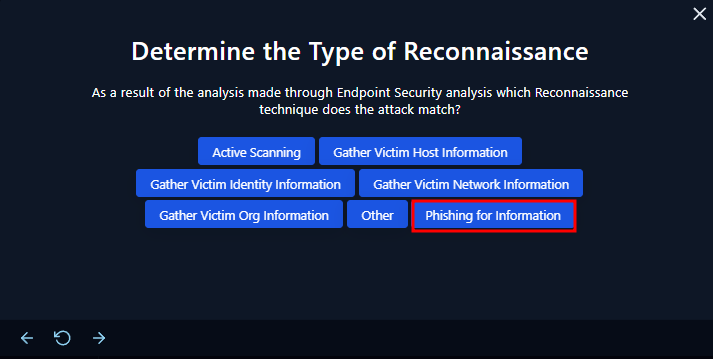 Determine the Type of Reconnaissance
As a result of the analysis made through Endpoint Security analysis which Reconnaissance
technique does the attack match?
Active Scanning Gather Victim Host Information
Gather Victim Identity Information Gather Victim Network Information
Gather Victim Org Information Other Phishing for Information